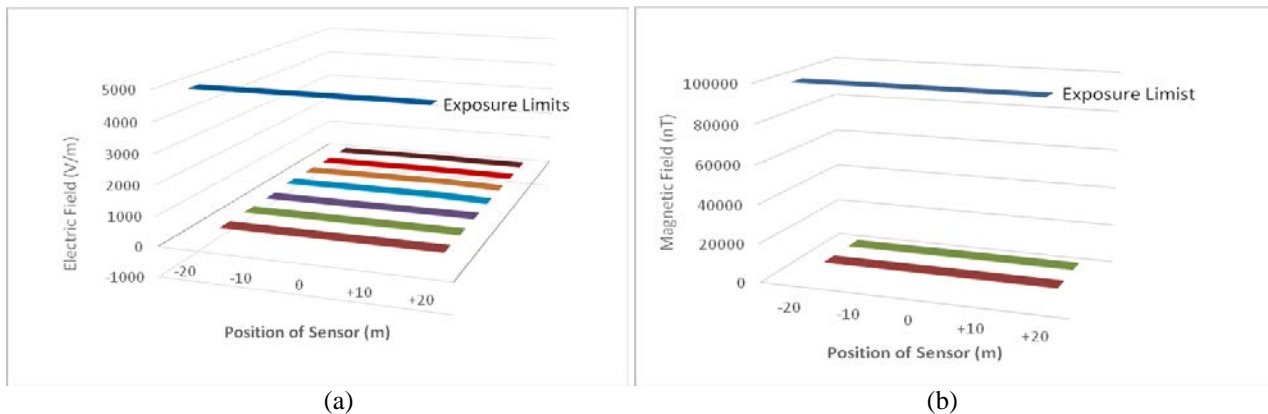 5000
4000
3000
2000
1000
0
-1000
Electric Field (V/m)
Exposure Limits
-20
-10
0
+10
+20
Position of Sensor (m)
(a)
100000
80000
60000
40000
20000
0
Magnetic Field (nT)
Exposure Limist
-20
-10
0
+10
+20
Position of Sensor (m)
(b)